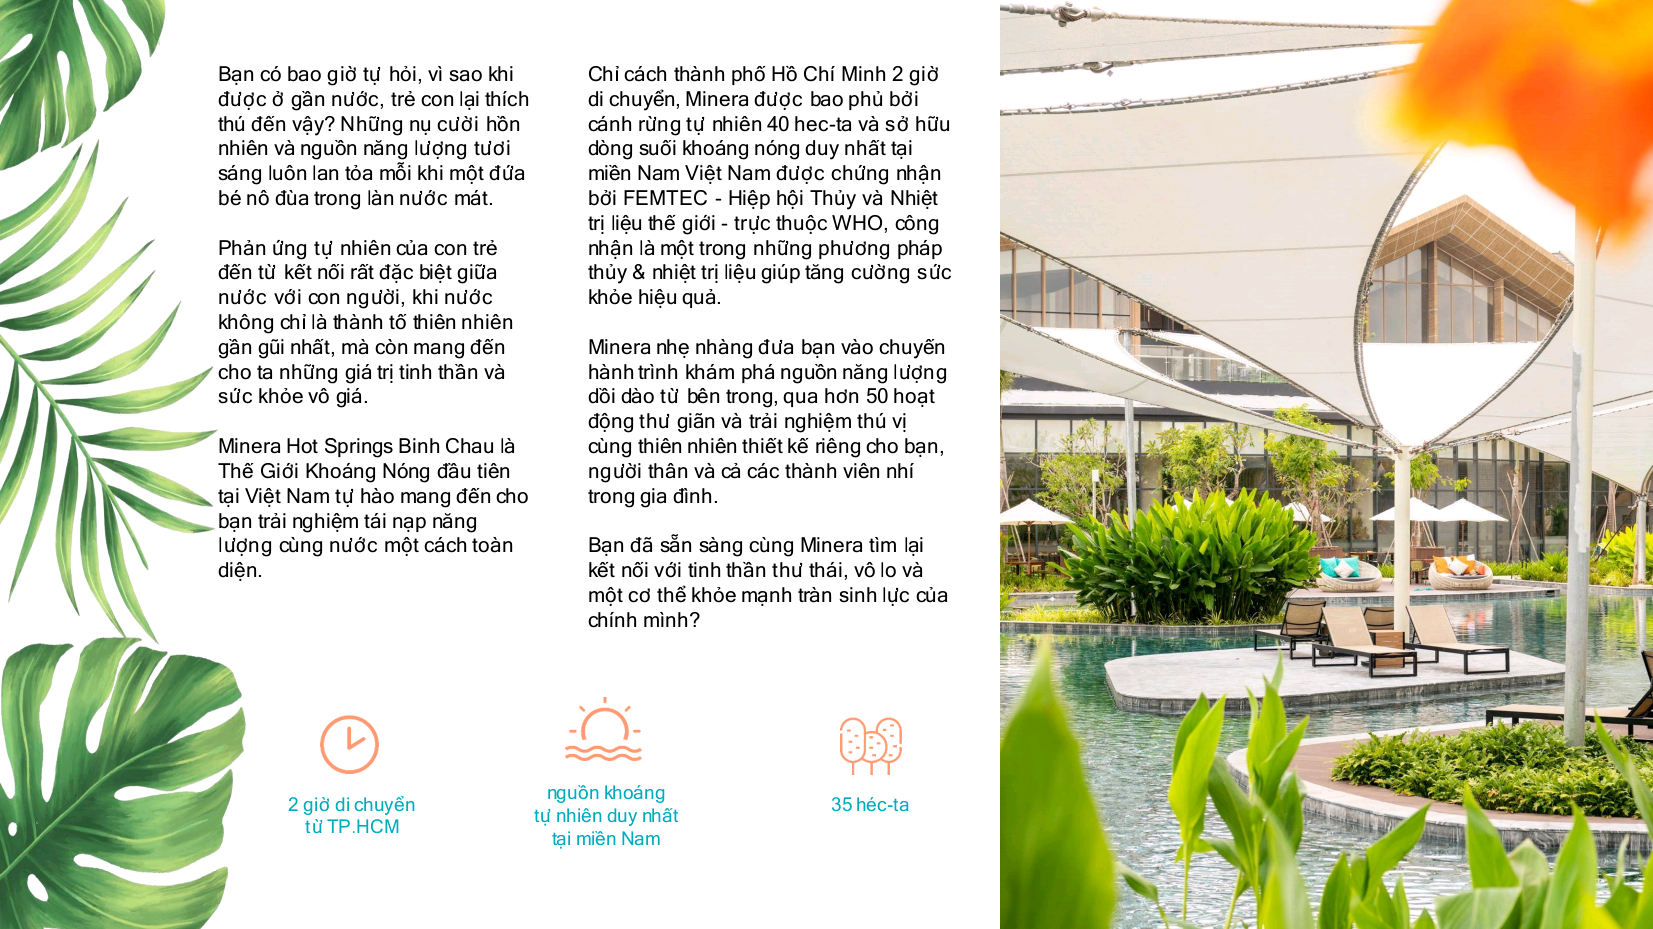 Bạn có bao giờ tự hỏi, vì sao khi
được ở gần nước, trẻ con lại thích
thú đến vậy? Những nụ cười hồn
nhiên và nguồn năng lượng tươi
sáng luôn lan tỏa mỗi khi một đứa
bé nô đùa trong làn nước mát.
Phản ứng tự nhiên của con trẻ
đến từ kết nối rất đặc biệt giữa
nước với con người, khi nước
không chỉ là thành tố thiên nhiên
gần gũi nhất, mà còn mang đến
cho ta những giá trị tinh thần và
sức khỏe vô giá.
Minera Hot Springs Binh Chau là
Thế Giới Khoáng Nóng đầu tiên
tại Việt Nam tự hào mang đến cho
bạn trải nghiệm tái nạp năng
lượng cùng nước một cách toàn
diện.
Chỉ cách thành phố Hồ Chí Minh 2 giờ
di chuyển, Minera được bao phủ bởi
cánh rừng tự nhiên 40 hec-ta và sở hữu
dòng suối khoáng nóng duy nhất tại
miền Nam Việt Nam được chứng nhận
bởi FEMTEC - Hiệp hội Thủy và Nhiệt
trị liệu thế giới - trực thuộc WHO, công
nhận là một trong những phương pháp
thủy & nhiệt trị liệu giúp tăng cường sức
khỏe hiệu quả.
Minera nhẹ nhàng đưa bạn vào chuyến
hành trình khám phá nguồn năng lượng
dồi dào từ bên trong, qua hơn 50 hoạt
động thư giãn và trải nghiệm thú vị
cùng thiên nhiên thiết kế riêng cho bạn,
người thân và cả các thành viên nhí
trong gia đình.
Bạn đã sẵn sàng cùng Minera tìm lại
kết nối với tinh thần thư thái, vô lo và
một cơ thể khỏe mạnh tràn sinh lực của
chính mình?
2 giờ di chuyển
từ TP.HCM
nguồn khoáng
tự nhiên duy nhất
tại miền Nam
35 héc-ta